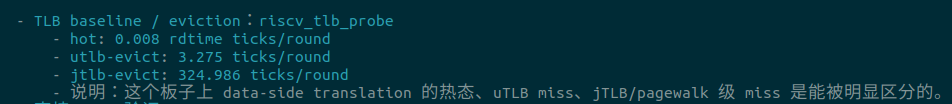 - TLB baseline / eviction：riscv_tlb_probe
- hot: 0.008 rdtime ticks/round
- utlb-evict: 3.275 ticks/round
- jtlb-evict: 324.986 ticks/round
- 说明：这个板子上 data-side translation 的热态、uTLB miss、jTLB/pagewalk 级 miss 是能被明显区分的。